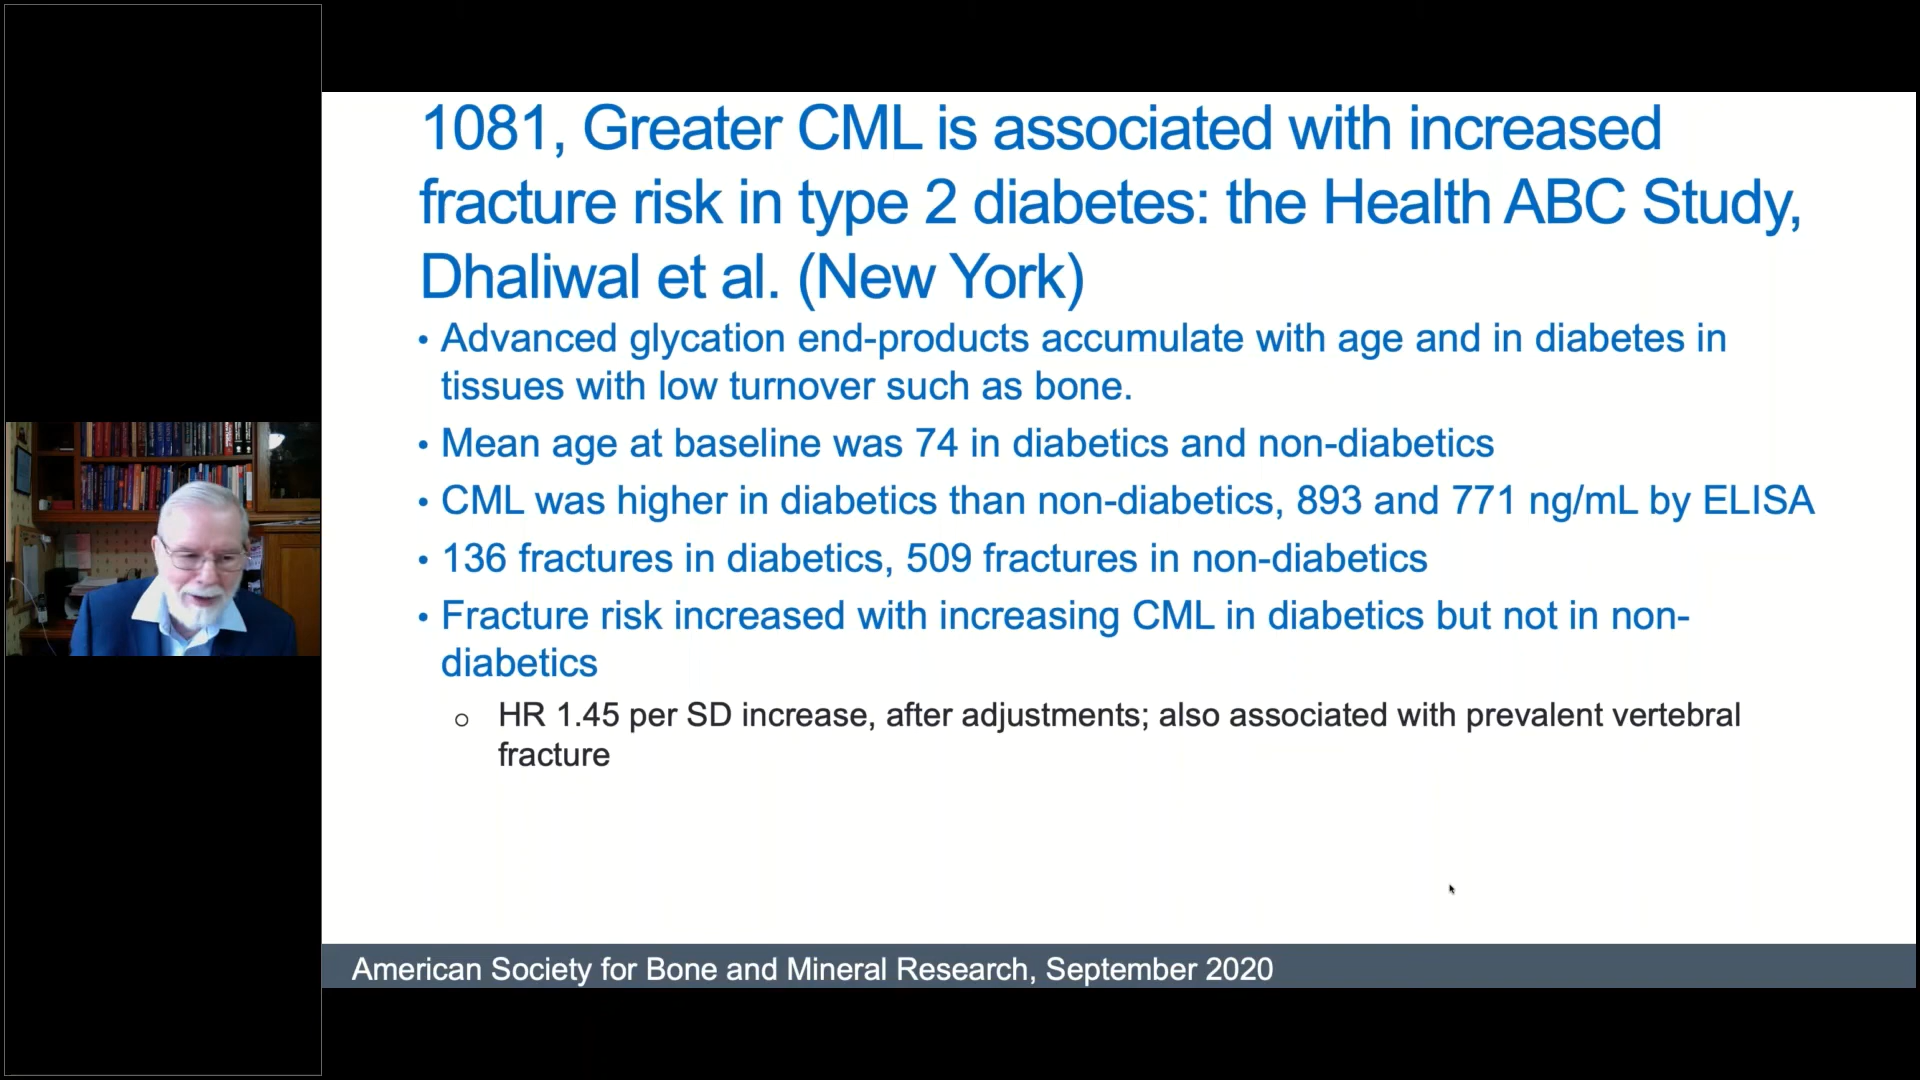 1081, Greater CML is associated with increased
fracture risk in type 2 diabetes: the Health ABC Study,
Dhaliwal et al. (New York)
• Advanced glycation end-products accumulate with age and in diabetes in
tissues with low turnover such as bone.
• Mean age at baseline was 74 in diabetics and non-diabetics
• CML was higher in diabetics than non-diabetics, 893 and 771 ng/mL by ELISA
• 136 fractures in diabetics, 509 fractures in non-diabetics
• Fracture risk increased with increasing CML in diabetics but not in non-
diabetics
o HR 1.45 per SD increase, after adjustments; also associated with prevalent vertebral
fracture
American Society for Bone and Mineral Research, September 2020